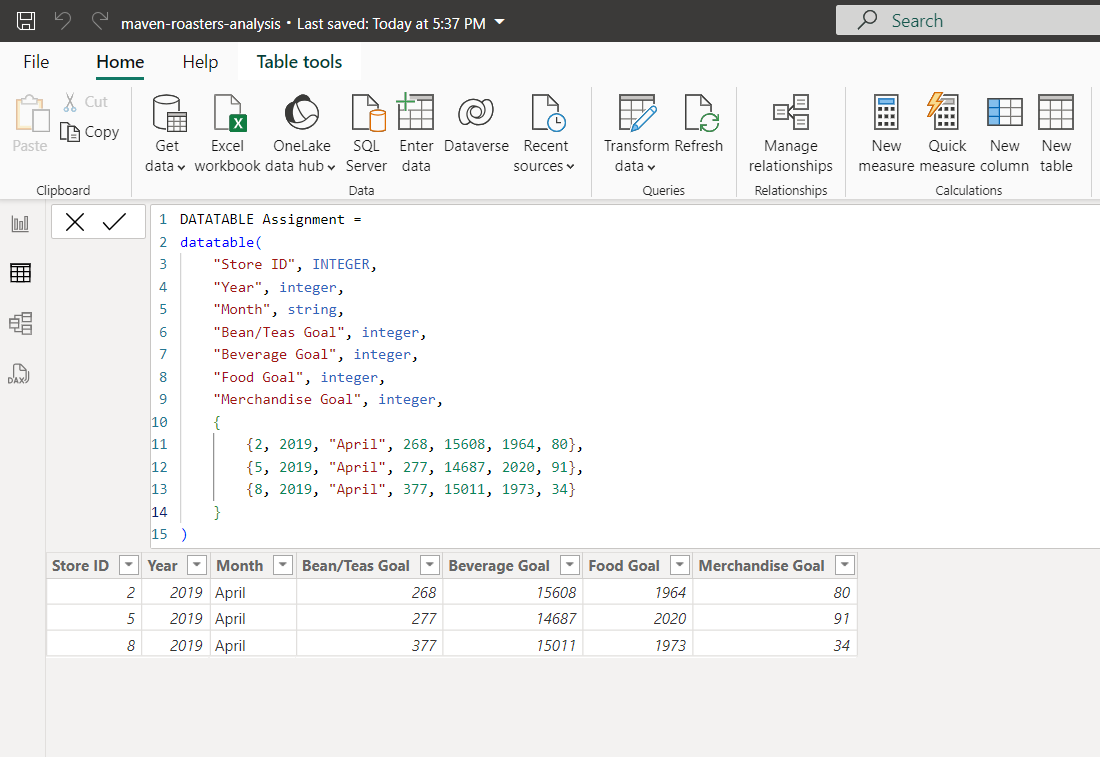 maven-roasters-analysis • Last saved: Today at 5:37 PM
Search
File Home Help Table tools
Paste
Cut
Copy
Clipboard
Get data
Excel workbook
OneLake data hub
SQL Server
Enter data
Dataverse
Recent sources
Data
Transform data
Refresh
Queries
Manage relationships
Relationships
New measure
Quick measure
New column
New table
Calculations
DAX
1 DATATABLE Assignment =
2 datatable(
3 "Store ID", INTEGER,
4 "Year", integer,
5 "Month", string,
6 "Bean/Teas Goal", integer,
7 "Beverage Goal", integer,
8 "Food Goal", integer,
9 "Merchandise Goal", integer,
10 {
11 {2, 2019, "April", 268, 15608, 1964, 80},
12 {5, 2019, "April", 277, 14687, 2020, 91},
13 {8, 2019, "April", 377, 15011, 1973, 34}
14 }
15 )
Store ID Year Month Bean/Teas Goal Beverage Goal Food Goal Merchandise Goal
2 2019 April 268 15608 1964 80
5 2019 April 277 14687 2020 91
8 2019 April 377 15011 1973 34